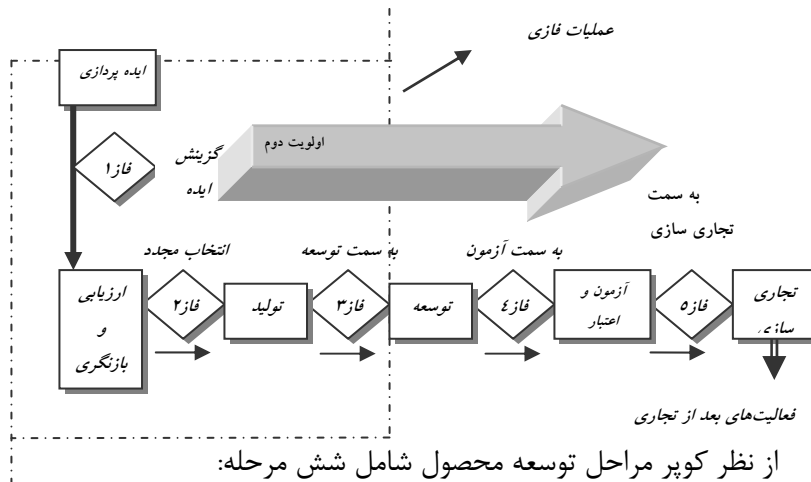 عملیات فازی
ایده پردازی
اولویت دوم
فاز۱
گزینش
ایده
به سمت
تجاری سازی
انتخاب مجدد
به سمت توسعه
به سمت آزمون
ارزیابی
و
بازنگری
فاز۲
تولید
فاز۳
توسعه
فاز٤
آزمون و
اعتبار
فاز٥
تجاری
سازی
فعالیت‌های بعد از تجاری
از نظر کوپر مراحل توسعه محصول شامل شش مرحله: